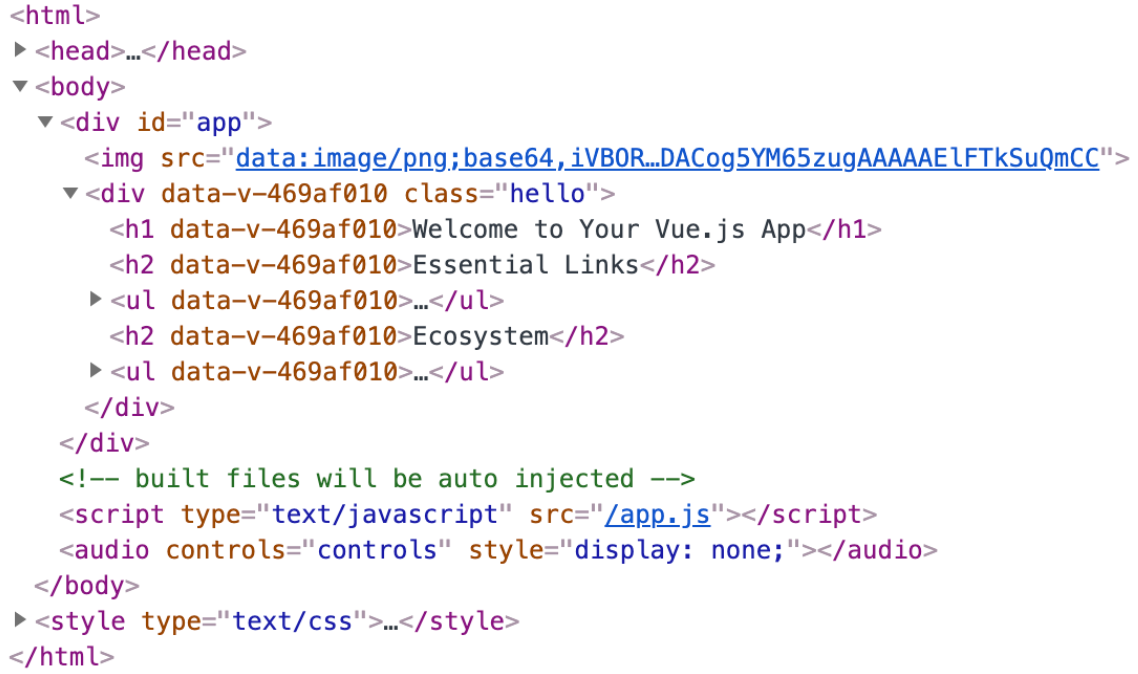 <html>
<head>…</head>
<body>
<div id="app">
<img src="data:image/png;base64,iVBOR…DACog5YM65zugAAAAAElFTkSuQmCC">
<div data-v-469af010 class="hello">
<h1 data-v-469af010>Welcome to Your Vue.js App</h1>
<h2 data-v-469af010>Essential Links</h2>
<ul data-v-469af010>…</ul>
<h2 data-v-469af010>Ecosystem</h2>
<ul data-v-469af010>…</ul>
</div>
</div>
<!-- built files will be auto injected -->
<script type="text/javascript" src="/app.js"></script>
<audio controls="controls" style="display: none;"></audio>
</body>
<style type="text/css">…</style>
</html>